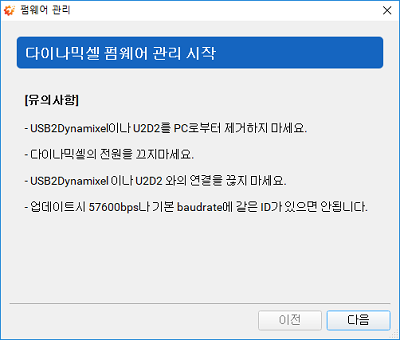 펌웨어 관리
다이나믹셀 펌웨어 관리 시작
[유의사항]
- USB2Dynamixel이나 U2D2를 PC로부터 제거하지 마세요.
- 다이나믹셀의 전원을 끄지마세요.
- USB2Dynamixel 이나 U2D2 와의 연결을 끊지 마세요.
- 업데이트시 57600bps나 기본 baudrate에 같은 ID가 있으면 안됩니다.
이전 다음